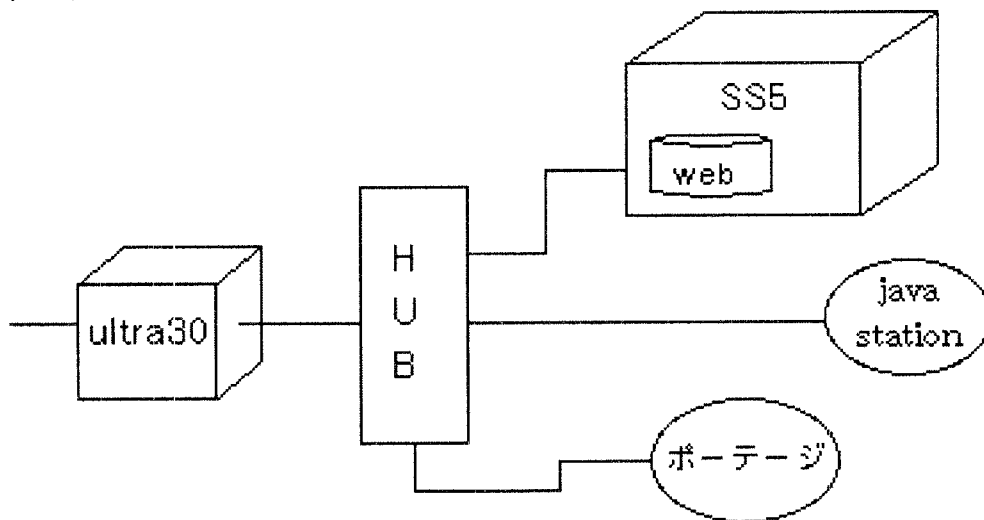 SS5
web
H
U
B
ultra30
java
station
ポーテージ